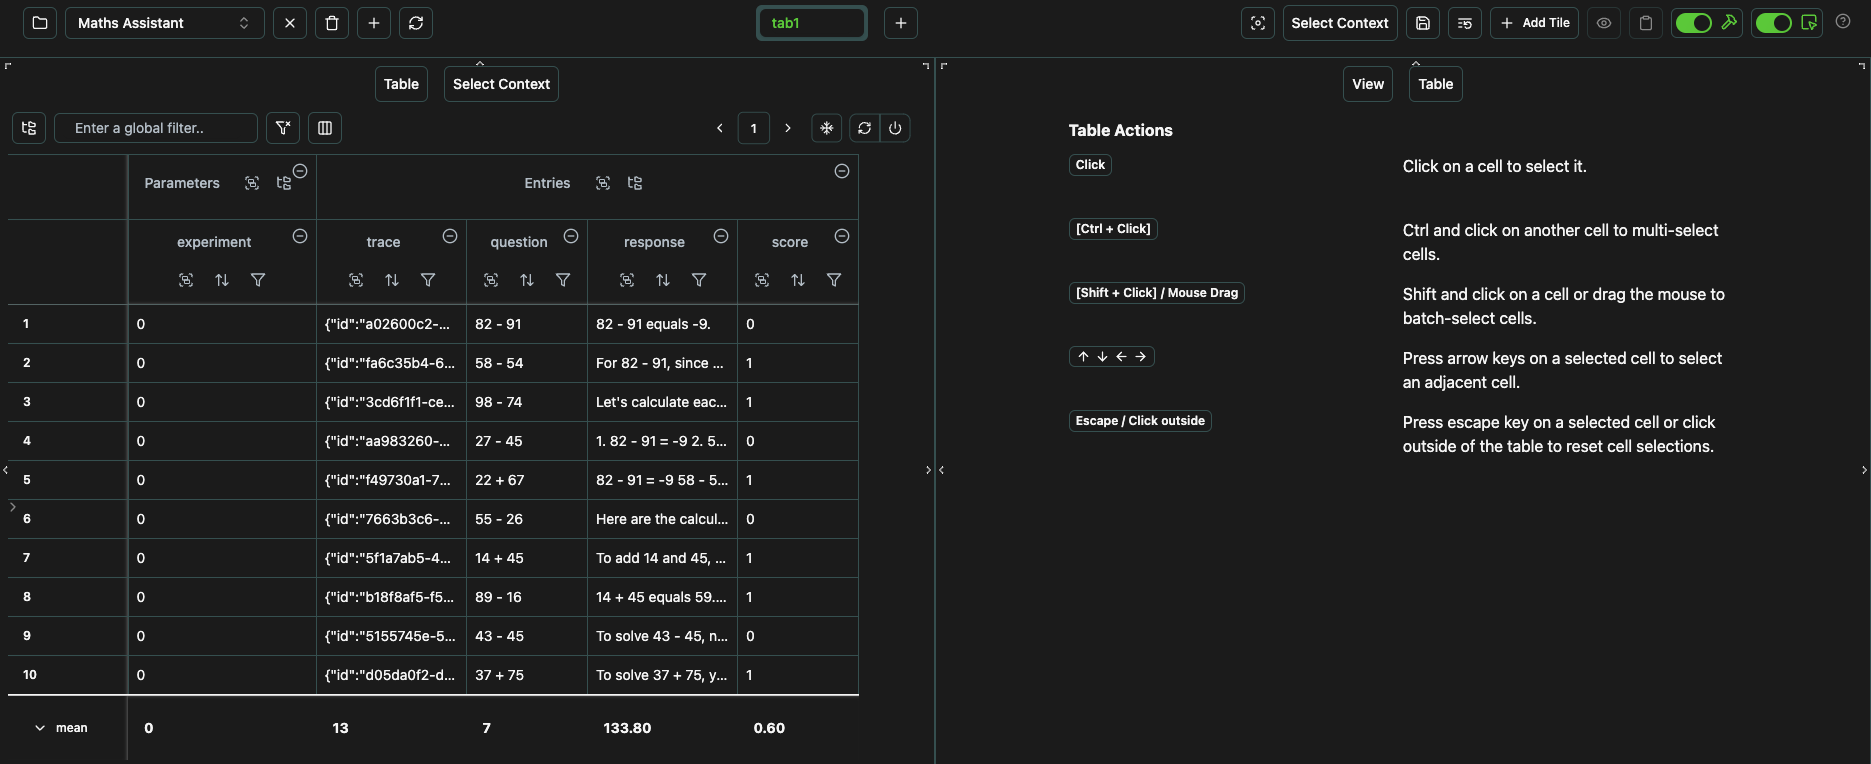 Maths Assistant
tab1
Select Context
Add Tile
Table
Select Context
View
Table
Enter a global filter..
1
Parameters
Entries
experiment
trace
question
response
score
1 0 {"id":"a02600c2-... 82 - 91 82 - 91 equals -9. 0
2 0 {"id":"fa6c35b4-6... 58 - 54 For 82 - 91, since ... 1
3 0 {"id":"3cd6f1f1-ce... 98 - 74 Let's calculate eac... 1
4 0 {"id":"aa983260-... 27 - 45 1. 82 - 91 = -9 2. 5... 0
5 0 {"id":"f49730a1-7... 22 + 67 82 - 91 = -9 58 - 5... 1
6 0 {"id":"7663b3c6-... 55 - 26 Here are the calcul... 0
7 0 {"id":"5f1a7ab5-4... 14 + 45 To add 14 and 45, ... 1
8 0 {"id":"b18f8af5-f5... 89 - 16 14 + 45 equals 59.... 1
9 0 {"id":"5155745e-5... 43 - 45 To solve 43 - 45, n... 0
10 0 {"id":"d05da0f2-d... 37 + 75 To solve 37 + 75, y... 1
mean 0 13 7 133.80 0.60
Table Actions
Click
Click on a cell to select it.
[Ctrl + Click]
Ctrl and click on another cell to multi-select
cells.
[Shift + Click] / Mouse Drag
Shift and click on a cell or drag the mouse to
batch-select cells.
↑ ↓ ← →
Press arrow keys on a selected cell to select
an adjacent cell.
Escape / Click outside
Press escape key on a selected cell or click
outside of the table to reset cell selections.